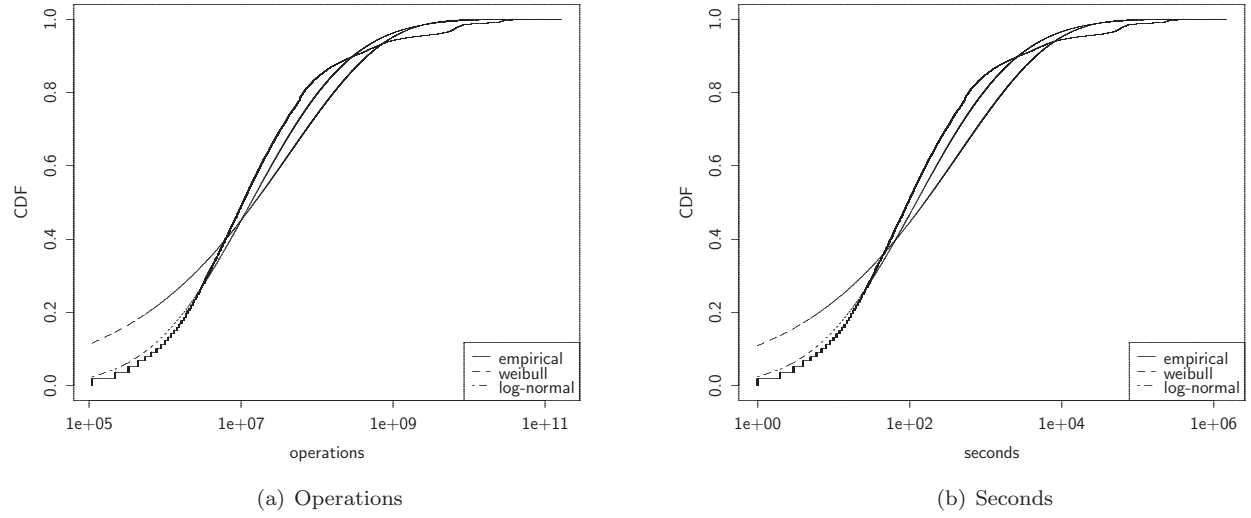 CDF
1.0
0.8
0.6
0.4
0.2
0.0
empirical
weibull
log-normal
1e+05 1e+07 1e+09 1e+11
operations
(a) Operations
CDF
1.0
0.8
0.6
0.4
0.2
0.0
empirical
weibull
log-normal
1e+00 1e+02 1e+04 1e+06
seconds
(b) Seconds